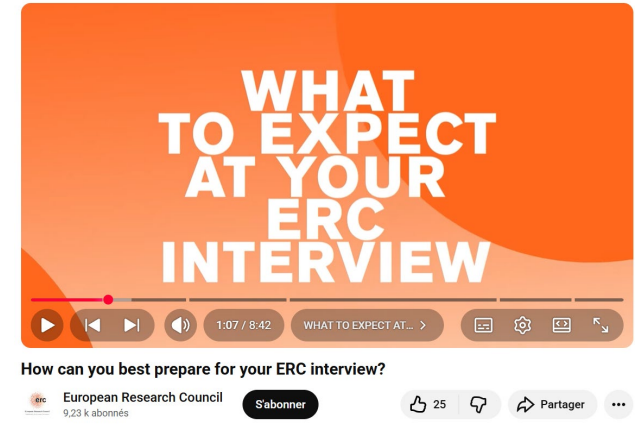 WHAT
TO EXPECT
AT YOUR
ERC
INTERVIEW
1:07 / 8:42
WHAT TO EXPECT AT...
How can you best prepare for your ERC interview?
erc
European Research Council
9,23 k abonnés
S'abonner
25
Partager